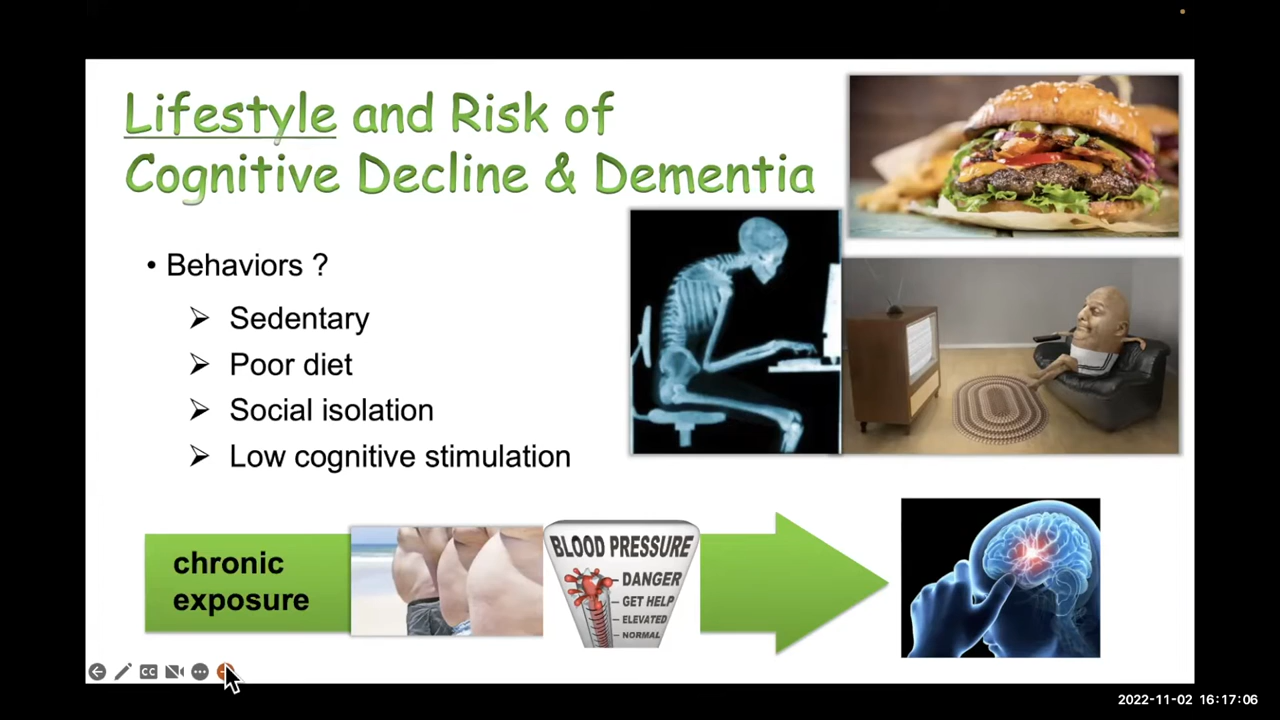 Lifestyle and Risk of
Cognitive Decline & Dementia
• Behaviors ?
➢ Sedentary
➢ Poor diet
➢ Social isolation
➢ Low cognitive stimulation
chronic
exposure
BLOOD PRESSURE
DANGER
GET HELP
ELEVATED
NORMAL
CC
2022-11-02 16:17:06